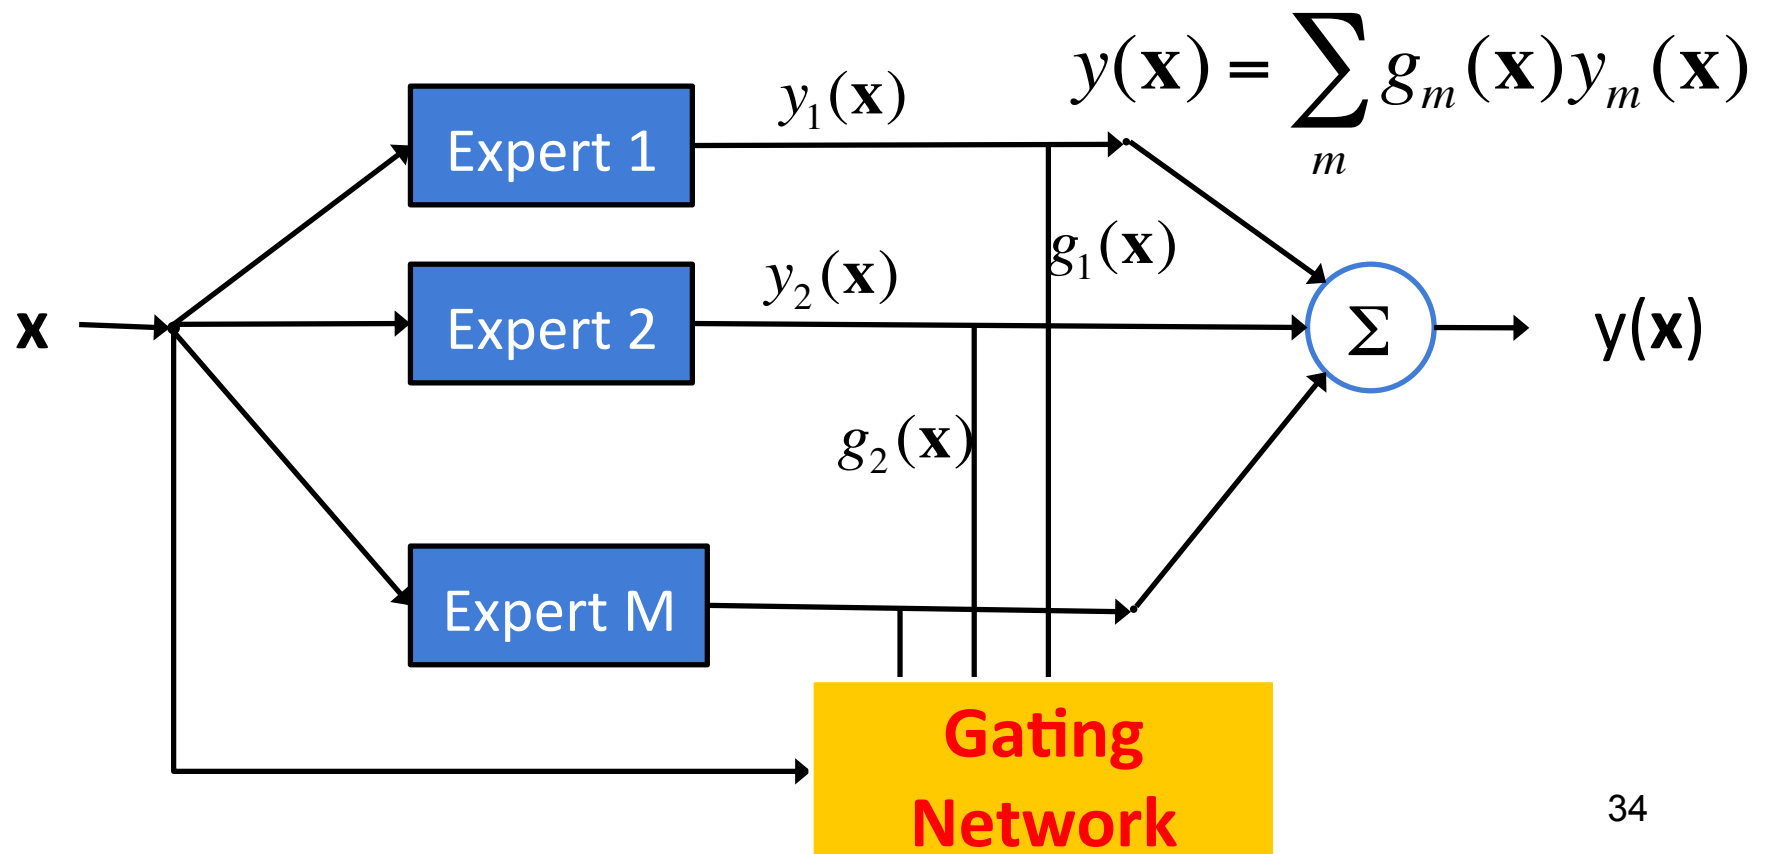 y(x) = ∑ g_m(x) y_m(x)
m
y_1(x)
Expert 1
g_1(x)
y_2(x)
Expert 2
x
Σ
y(x)
g_2(x)
Expert M
Gating
Network
34